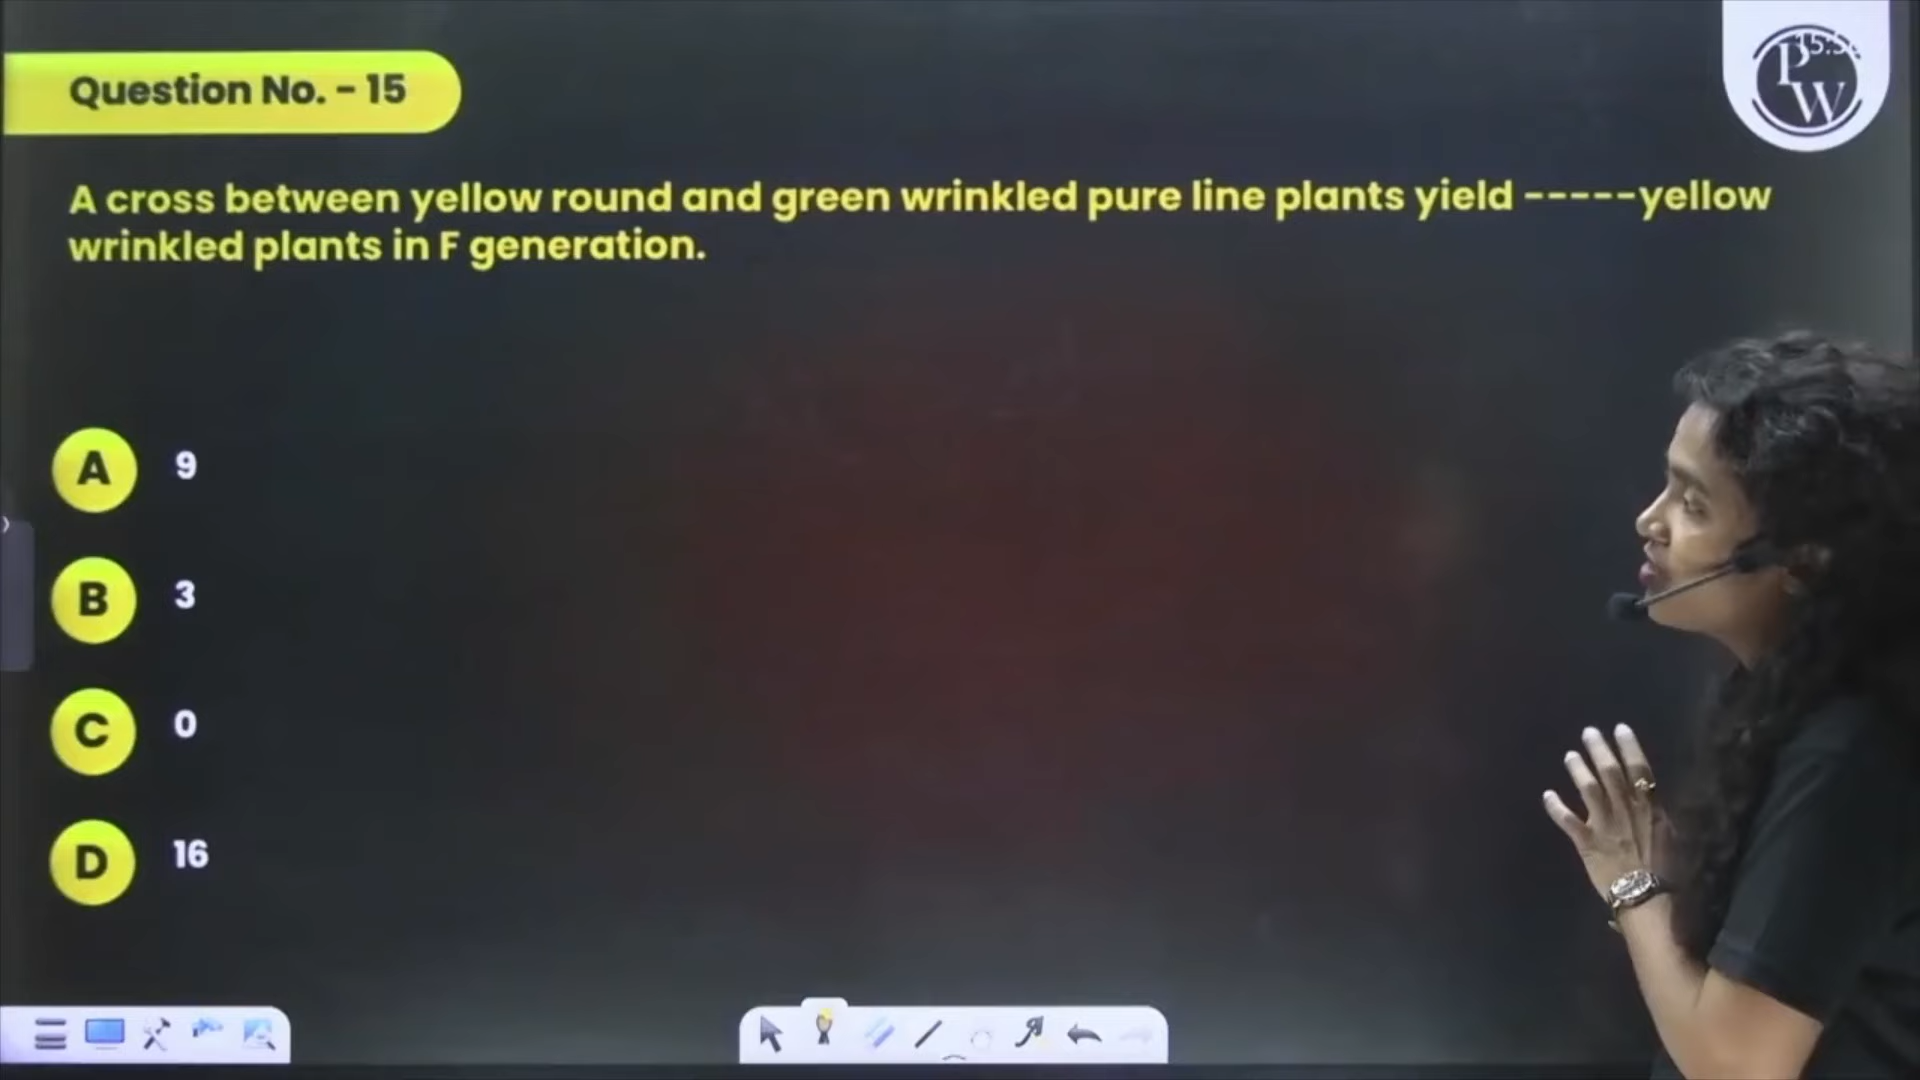 Question No. - 15
PW
A cross between yellow round and green wrinkled pure line plants yield -----yellow
wrinkled plants in F generation.
A 9
B 3
C 0
D 16